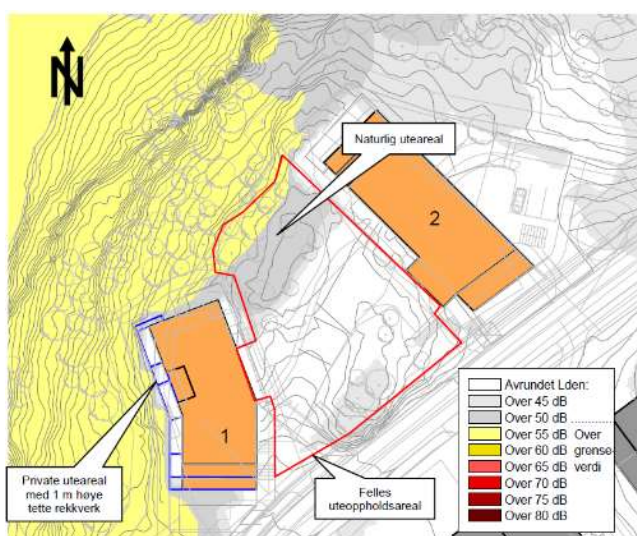 N
Naturlig uteareal
2
1
Private uteareal
med 1 m høye
tette rekkverk
Felles
uteoppholdsareal
Avrundet Lden:
Over 45 dB
Over 50 dB
Over 55 dB Over
Over 60 dB grense-
Over 65 dB verdi
Over 70 dB
Over 75 dB
Over 80 dB